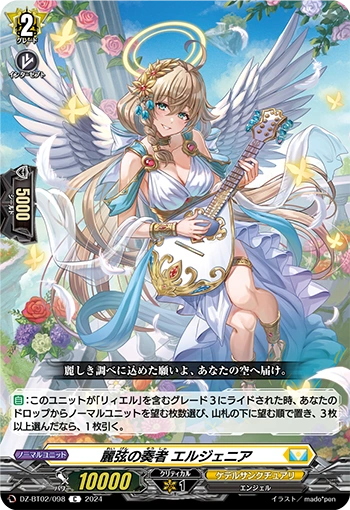 2
グレード
インターセプト
5000
シールド
麗しき調べに込めた願いよ、あなたの空へ届け。
自:このユニットが「リィエル」を含むグレード3にライドされた時、あなたの
ドロップからノーマルユニットを望む枚数選び、山札の下に望む順で置き、3枚
以上選んだなら、1枚引く。
ノーマルユニット
麗弦の奏者 エルジェニア
パワー
10000
クリティカル
1
ケテルサンクチュアリ
エンジェル
DZ-BT02/098 C 2024
イラスト/mado*pen